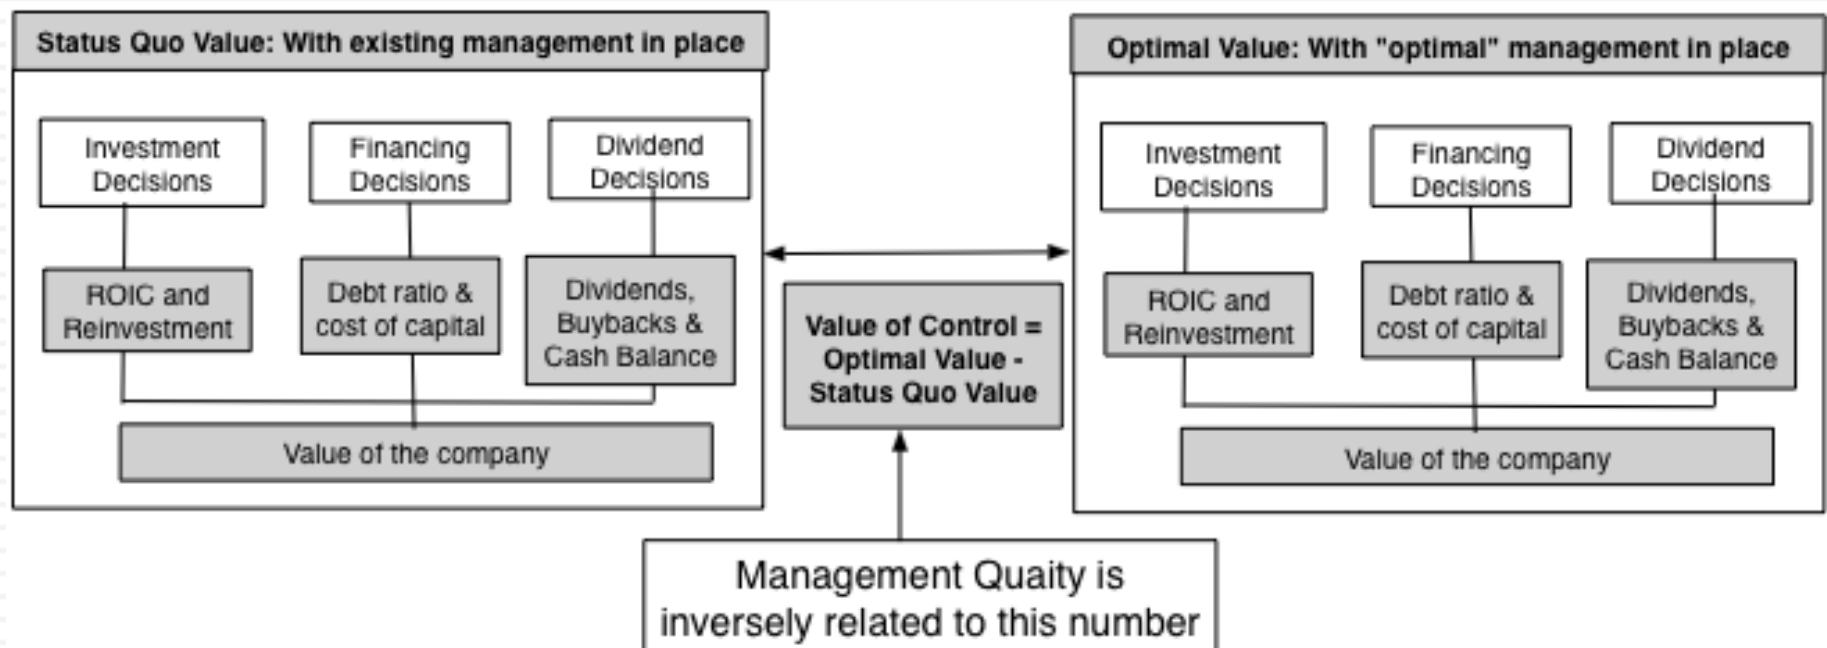 Status Quo Value: With existing management in place
Investment
Decisions
Financing
Decisions
Dividend
Decisions
ROIC and
Reinvestment
Debt ratio &
cost of capital
Dividends,
Buybacks &
Cash Balance
Value of the company
Value of Control =
Optimal Value -
Status Quo Value
Optimal Value: With "optimal" management in place
Investment
Decisions
Financing
Decisions
Dividend
Decisions
ROIC and
Reinvestment
Debt ratio &
cost of capital
Dividends,
Buybacks &
Cash Balance
Value of the company
Management Quaity is
inversely related to this number